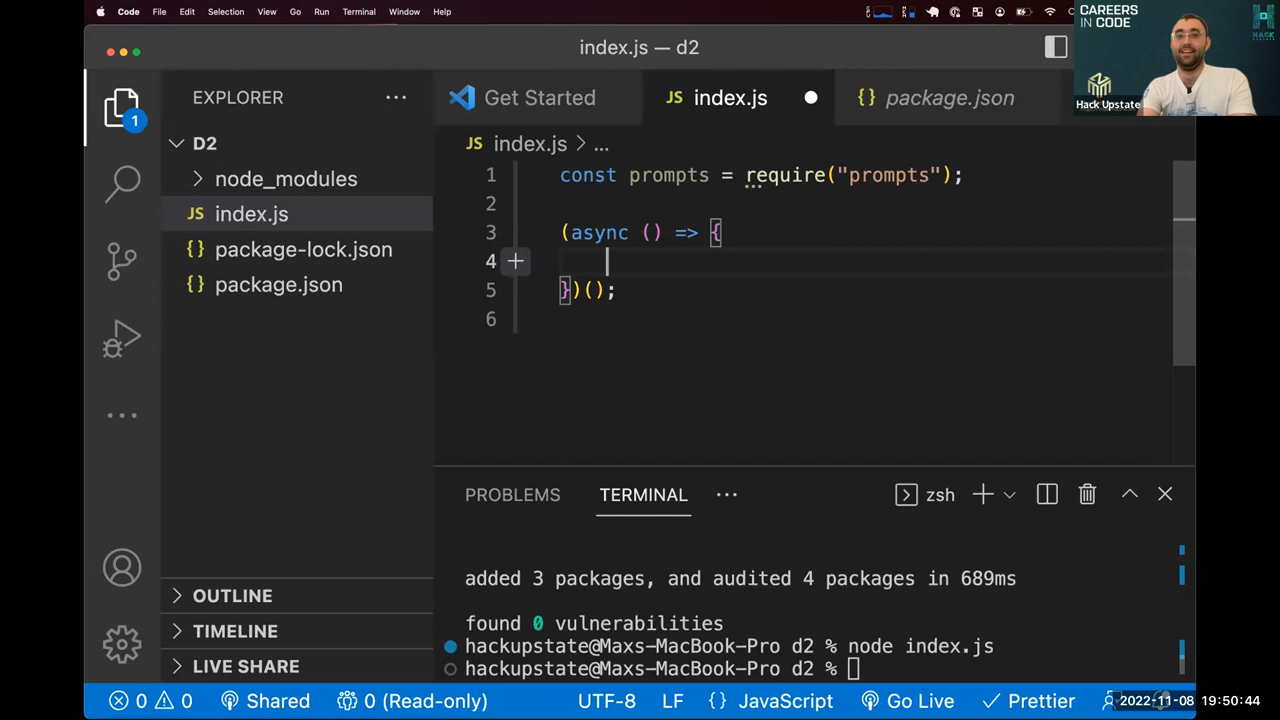 Code File Edit Selection View Go Run Terminal Window Help
CAREERS
IN CODE
HACK
Hack Upstate
index.js — d2
EXPLORER
Get Started
JS index.js
{} package.json
1
D2
node_modules
JS index.js
{} package-lock.json
{} package.json
JS index.js > ...
1 const prompts = require("prompts");
2
3 (async () => {
4
5 })();
6
PROBLEMS TERMINAL
zsh
added 3 packages, and audited 4 packages in 689ms
found 0 vulnerabilities
hackupstate@Maxs-MacBook-Pro d2 % node index.js
hackupstate@Maxs-MacBook-Pro d2 %
OUTLINE
TIMELINE
LIVE SHARE
0 0 Shared 0 (Read-only) UTF-8 LF {} JavaScript Go Live Prettier
2022-11-08 19:50:44